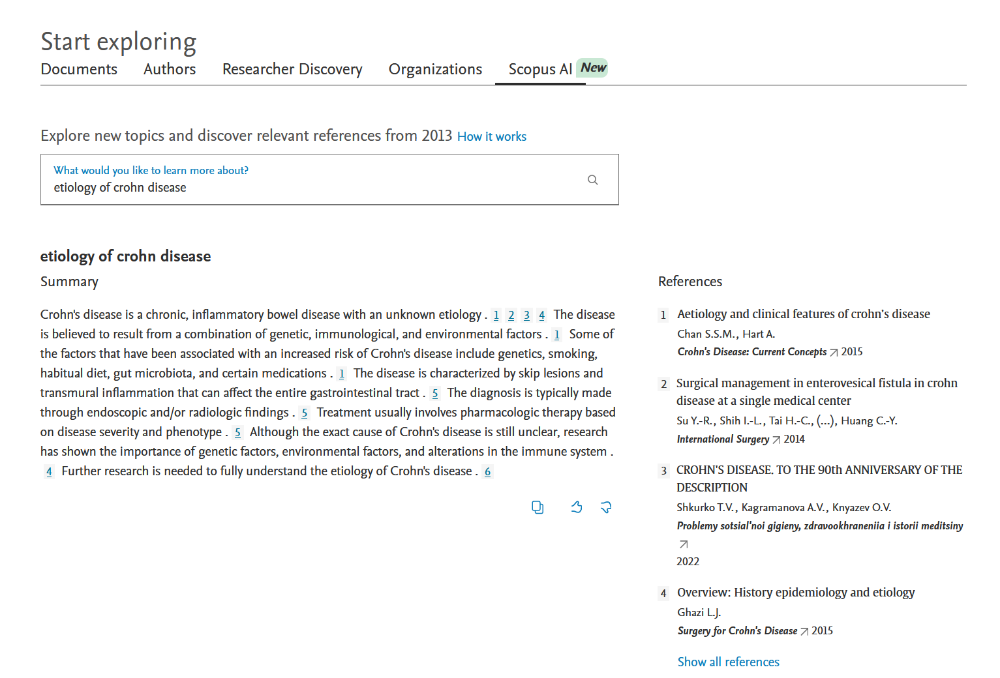 Start exploring
Documents Authors Researcher Discovery Organizations Scopus AI New
Explore new topics and discover relevant references from 2013 How it works
What would you like to learn more about?
etiology of crohn disease
etiology of crohn disease
Summary
Crohn's disease is a chronic, inflammatory bowel disease with an unknown etiology . 1 2 3 4 The disease
is believed to result from a combination of genetic, immunological, and environmental factors . 1 Some of
the factors that have been associated with an increased risk of Crohn's disease include genetics, smoking,
habitual diet, gut microbiota, and certain medications . 1 The disease is characterized by skip lesions and
transmural inflammation that can affect the entire gastrointestinal tract . 5 The diagnosis is typically made
through endoscopic and/or radiologic findings . 5 Treatment usually involves pharmacologic therapy based
on disease severity and phenotype . 5 Although the exact cause of Crohn's disease is still unclear, research
has shown the importance of genetic factors, environmental factors, and alterations in the immune system .
4 Further research is needed to fully understand the etiology of Crohn's disease . 6
References
1 Aetiology and clinical features of crohn’s disease
Chan S.S.M., Hart A.
Crohn's Disease: Current Concepts 2015
2 Surgical management in enterovesical fistula in crohn
disease at a single medical center
Su Y.-R., Shih I.-L., Tai H.-C., (...), Huang C.-Y.
International Surgery 2014
3 CROHN'S DISEASE. TO THE 90th ANNIVERSARY OF THE
DESCRIPTION
Shkurko T.V., Kagramanova A.V., Knyazev O.V.
Problemy sotsial'noi gigieny, zdravookhraneniia i istorii meditsiny
2022
4 Overview: History epidemiology and etiology
Ghazi L.J.
Surgery for Crohn's Disease 2015
Show all references